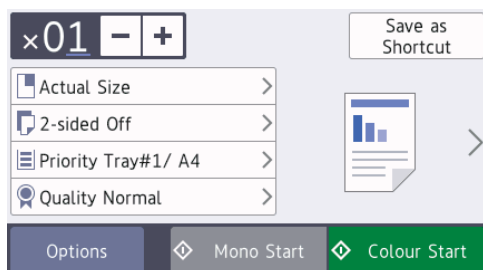 ×01 − +
Save as
Shortcut
Actual Size
2-sided Off
Priority Tray#1/ A4
Quality Normal
Options
Mono Start
Colour Start